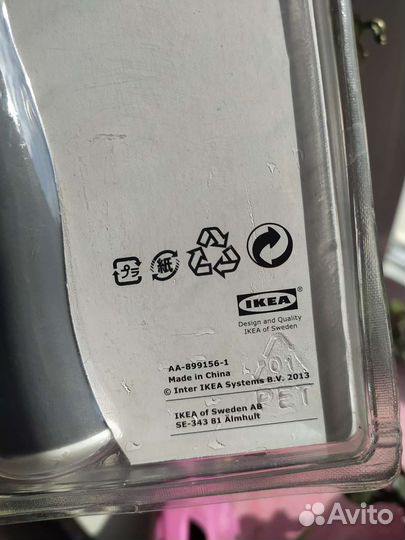 プラ 紙
IKEA®
Design and Quality
IKEA of Sweden
AA-899156-1
Made in China
© Inter IKEA Systems B.V. 2013
01
PET
IKEA of Sweden AB
SE-343 81 Älmhult
Avito